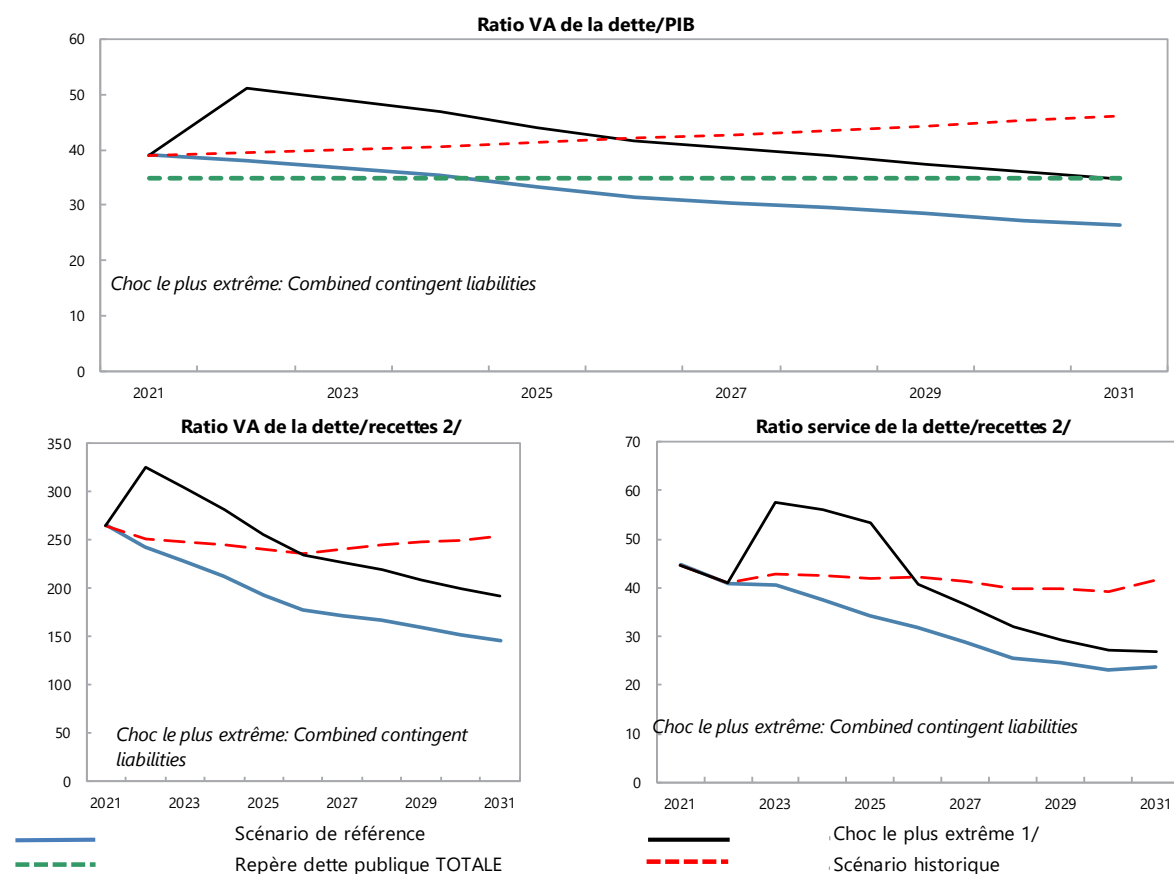 Ratio VA de la dette/PIB
60
50
40
30
20
10
0
Choc le plus extrême: Combined contingent liabilities
2021 2023 2025 2027 2029 2031
Ratio VA de la dette/recettes 2/
350
300
250
200
150
100
50
0
Choc le plus extrême: Combined contingent
liabilities
2021 2023 2025 2027 2029 2031
Ratio service de la dette/recettes 2/
70
60
50
40
30
20
10
0
Choc le plus extrême: Combined contingent liabilities
2021 2023 2025 2027 2029 2031
Scénario de référence
Choc le plus extrême 1/
Repère dette publique TOTALE
Scénario historique